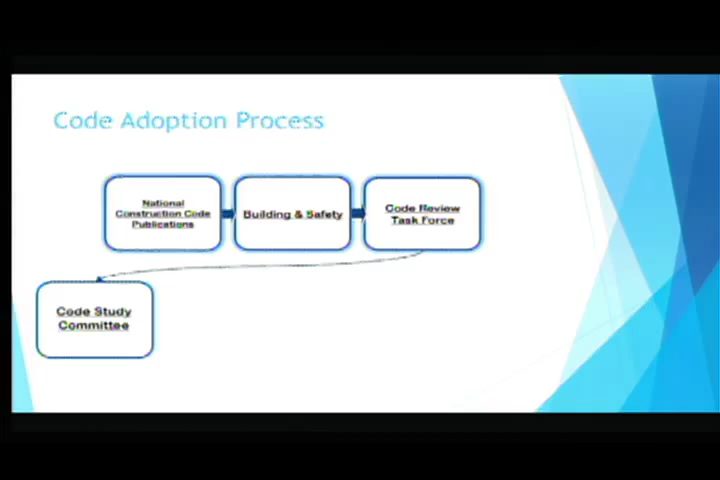 Code Adoption Process
National
Construction Code
Publications
Building & Safety
Code Review
Task Force
Code Study
Committee